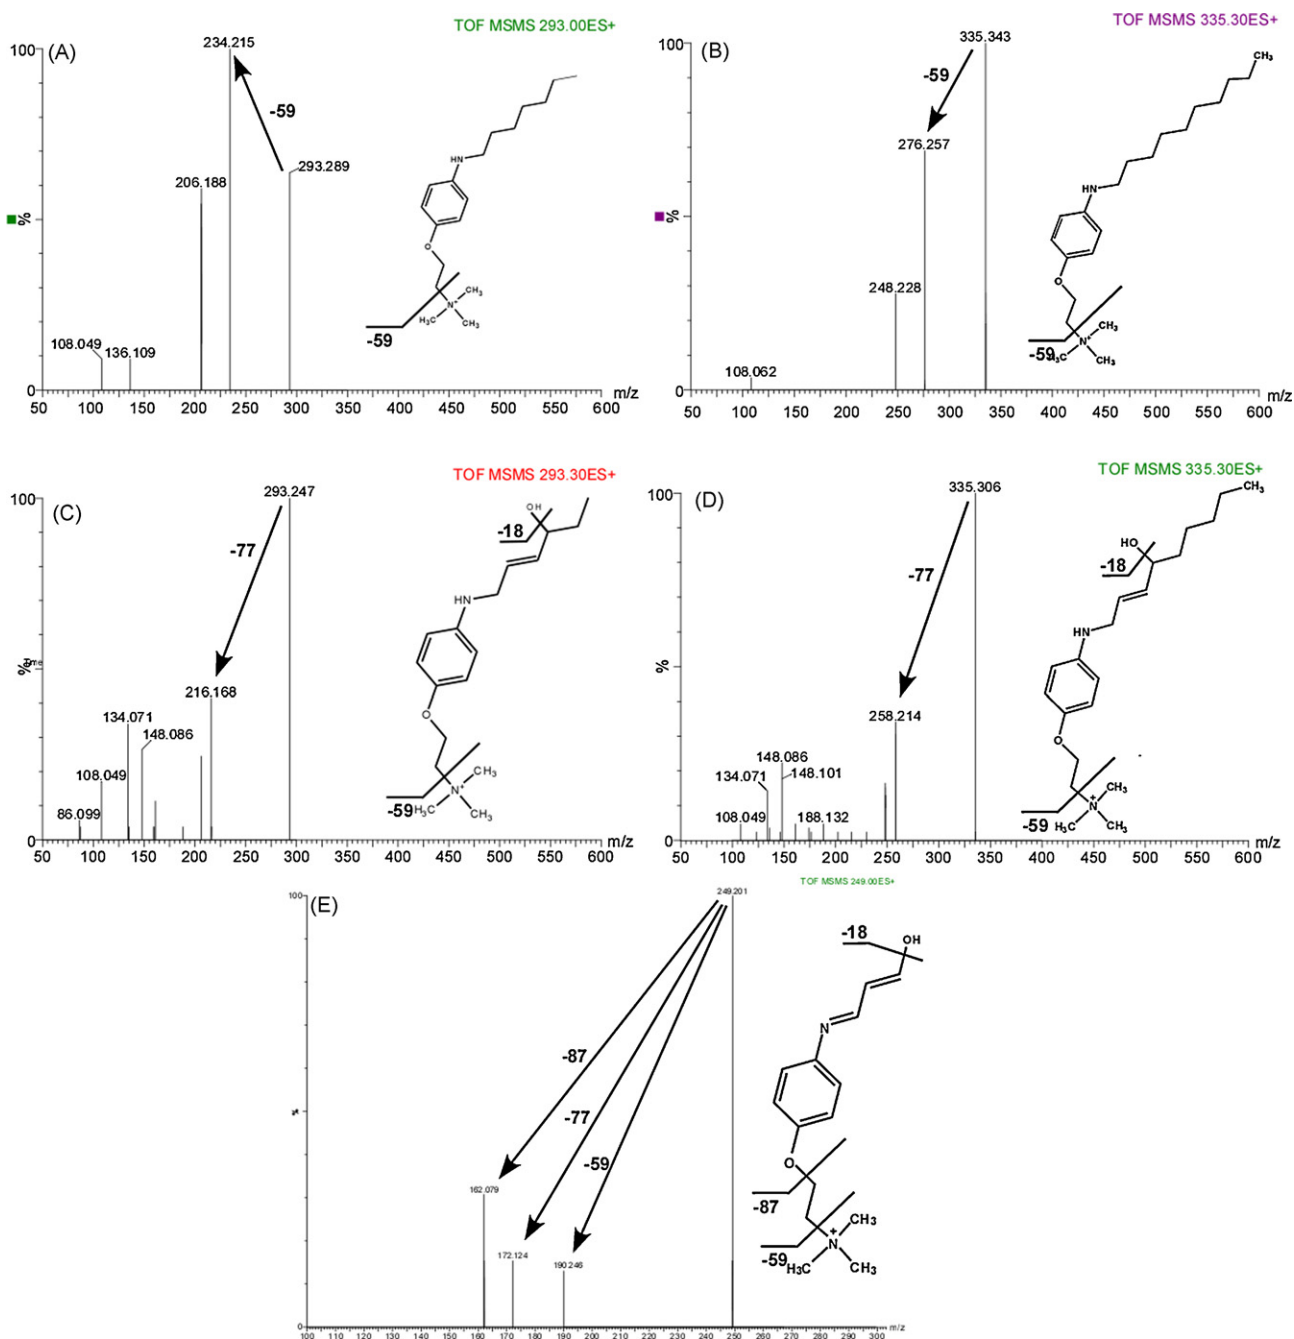 TOF MSMS 293.00ES+
(A)
100
234.215
-59
293.289
206.188
%
108.049
136.109
0
50 100 150 200 250 300 350 400 450 500 550 600 m/z
HN
O
N+
CH₃
H₃C
CH₃
-59
TOF MSMS 335.30ES+
(B)
100
335.343
-59
276.257
%
248.228
108.062
0
50 100 150 200 250 300 350 400 450 500 550 600 m/z
CH₃
HN
O
CH₃
N+
-59
H₃C
CH₃
TOF MSMS 293.30ES+
(C)
100
293.247
-77
%
216.168
134.071
148.086
108.049
86.099
0
50 100 150 200 250 300 350 400 450 500 550 600 m/z
OH
-18
HN
O
CH₃
N+
-59
H₃C
CH₃
TOF MSMS 335.30ES+
(D)
100
335.306
-77
%
258.214
148.086
134.071
148.101
108.049
188.132
0
50 100 150 200 250 300 350 400 450 500 550 600 m/z
CH₃
HO
-18
HN
O
CH₃
N+
-59
H₃C
CH₃
TOF MSMS 249.00ES+
(E)
100
249.201
-87
-77
-59
%
162.079
172.124
190.246
0
100 110 120 130 140 150 160 170 180 190 200 210 220 230 240 250 260 270 280 290 300 m/z
-18
OH
N
O
-87
CH₃
N+
-59
H₃C
CH₃